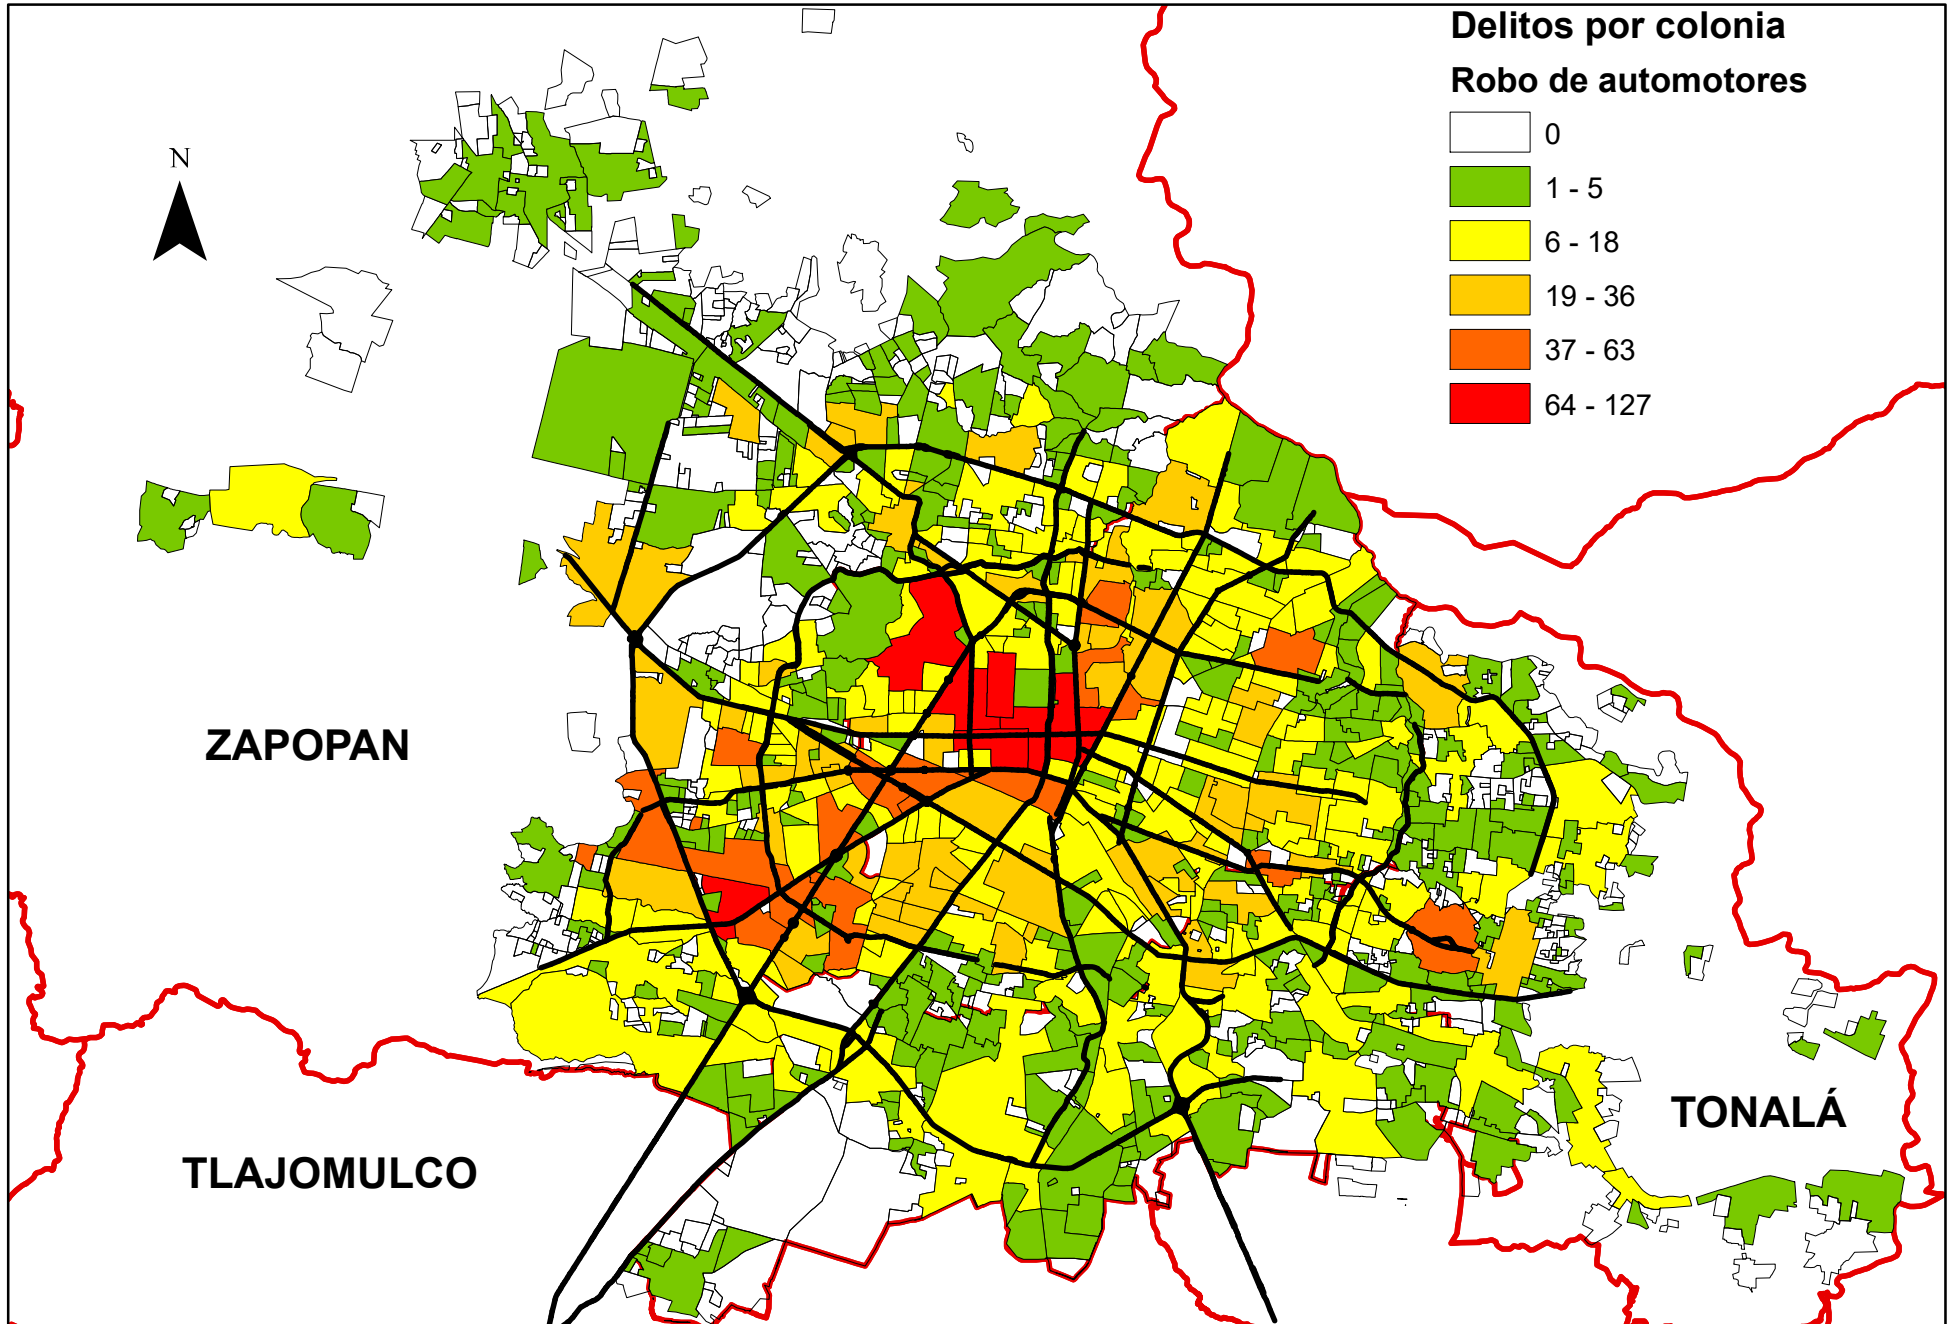 Delitos por colonia
Robo de automotores
0
1 - 5
6 - 18
19 - 36
37 - 63
64 - 127
N
ZAPOPAN
TONALÁ
TLAJOMULCO